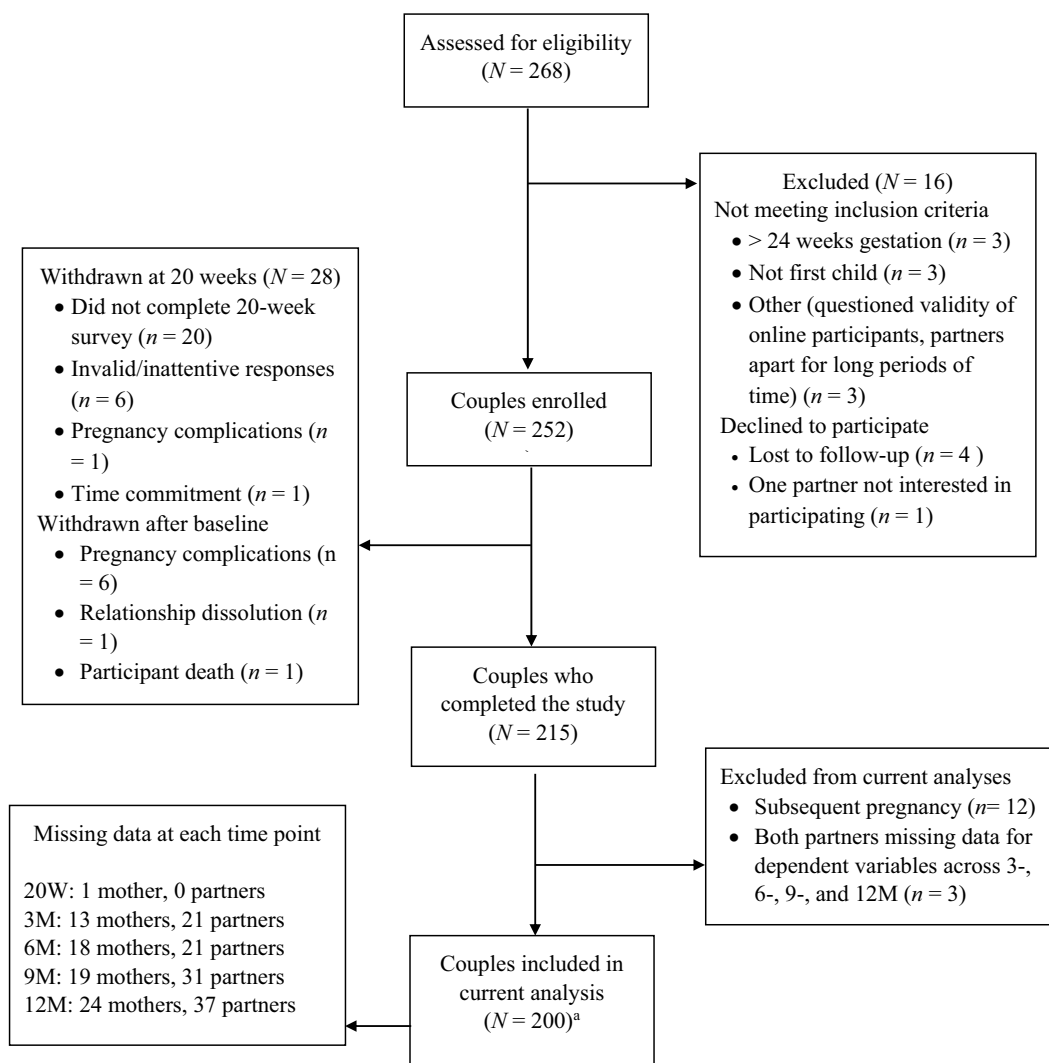 Assessed for eligibility
(N = 268)
Excluded (N = 16)
Not meeting inclusion criteria
• > 24 weeks gestation (n = 3)
• Not first child (n = 3)
• Other (questioned validity of
online participants, partners
apart for long periods of
time) (n = 3)
Declined to participate
• Lost to follow-up (n = 4 )
• One partner not interested in
participating (n = 1)
Withdrawn at 20 weeks (N = 28)
• Did not complete 20-week
survey (n = 20)
• Invalid/inattentive responses
(n = 6)
• Pregnancy complications (n
= 1)
• Time commitment (n = 1)
Withdrawn after baseline
• Pregnancy complications (n
= 6)
• Relationship dissolution (n
= 1)
• Participant death (n = 1)
Couples enrolled
(N = 252)
Couples who
completed the study
(N = 215)
Excluded from current analyses
• Subsequent pregnancy (n= 12)
• Both partners missing data for
dependent variables across 3-,
6-, 9-, and 12M (n = 3)
Missing data at each time point
20W: 1 mother, 0 partners
3M: 13 mothers, 21 partners
6M: 18 mothers, 21 partners
9M: 19 mothers, 31 partners
12M: 24 mothers, 37 partners
Couples included in
current analysis
(N = 200)ᵃ